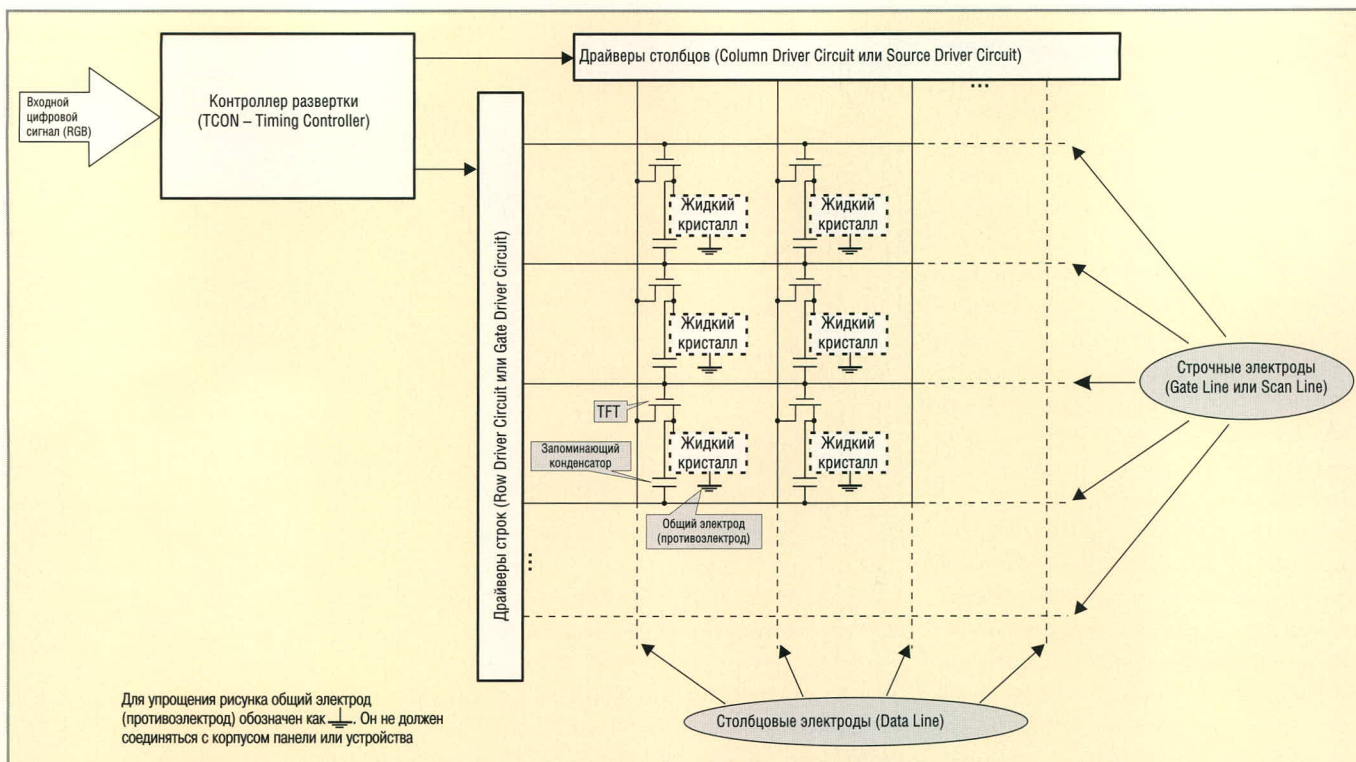 Входной
цифровой
сигнал (RGB)
Контроллер развертки
(TCON – Timing Controller)
Драйверы столбцов (Column Driver Circuit или Source Driver Circuit)
...
Драйверы строк (Row Driver Circuit или Gate Driver Circuit)
Жидкий
кристалл
Жидкий
кристалл
Жидкий
кристалл
Жидкий
кристалл
TFT
Жидкий
кристалл
Жидкий
кристалл
Запоминающий
конденсатор
Общий электрод
(противоэлектрод)
...
Строчные электроды
(Gate Line или Scan Line)
Столбцовые электроды (Data Line)
Для упрощения рисунка общий электрод
(противоэлектрод) обозначен как . Он не должен
соединяться с корпусом панели или устройства